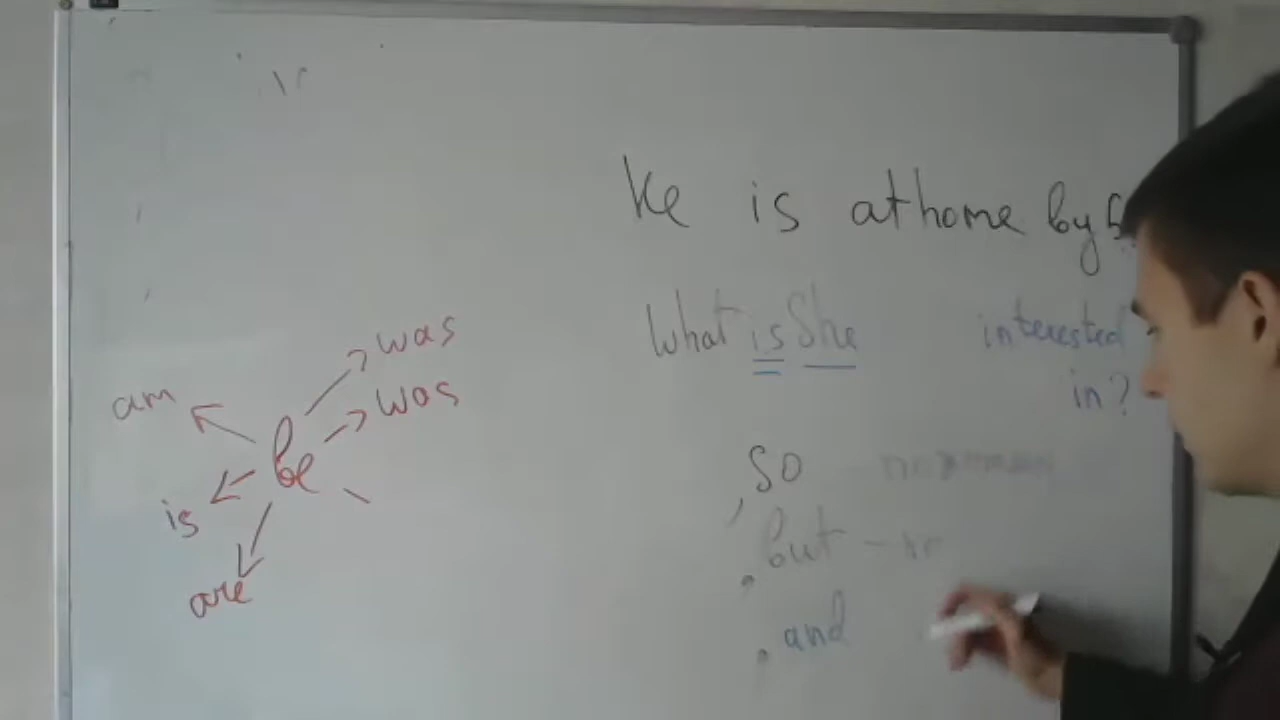 He is at home by
What is She interested
in?
was
was
am
be
is
are
, so
, but -
, and